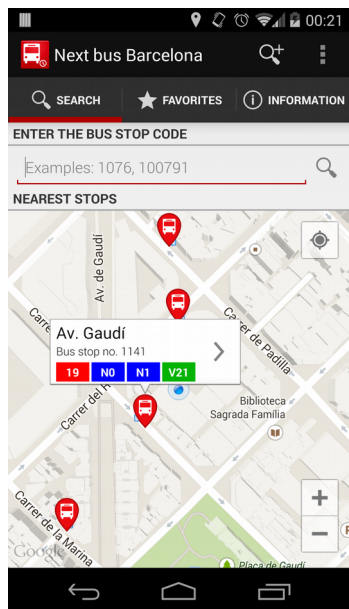 00:21
Next bus Barcelona
SEARCH
FAVORITES
INFORMATION
ENTER THE BUS STOP CODE
Examples: 1076, 100791
NEAREST STOPS
Av. de Gaudí
Carrer de Padilla
Av. Gaudí
Bus stop no. 1141
19 N0 N1 V21
Carrer del
Biblioteca
Sagrada Família
Carrer de la Marina
Google
Plaça de Gaudí
+
−